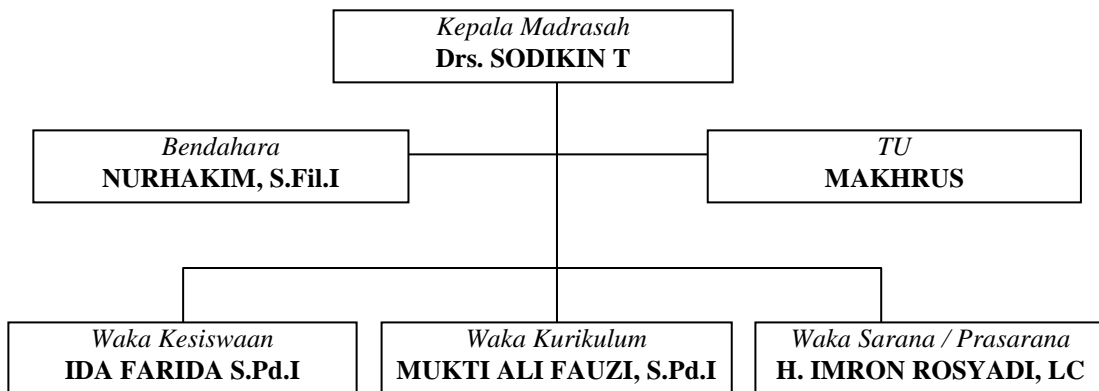 Kepala Madrasah
Drs. SODIKIN T
Bendahara
NURHAKIM, S.Fil.I
TU
MAKHRUS
Waka Kesiswaan
IDA FARIDA S.Pd.I
Waka Kurikulum
MUKTI ALI FAUZI, S.Pd.I
Waka Sarana / Prasarana
H. IMRON ROSYADI, LC